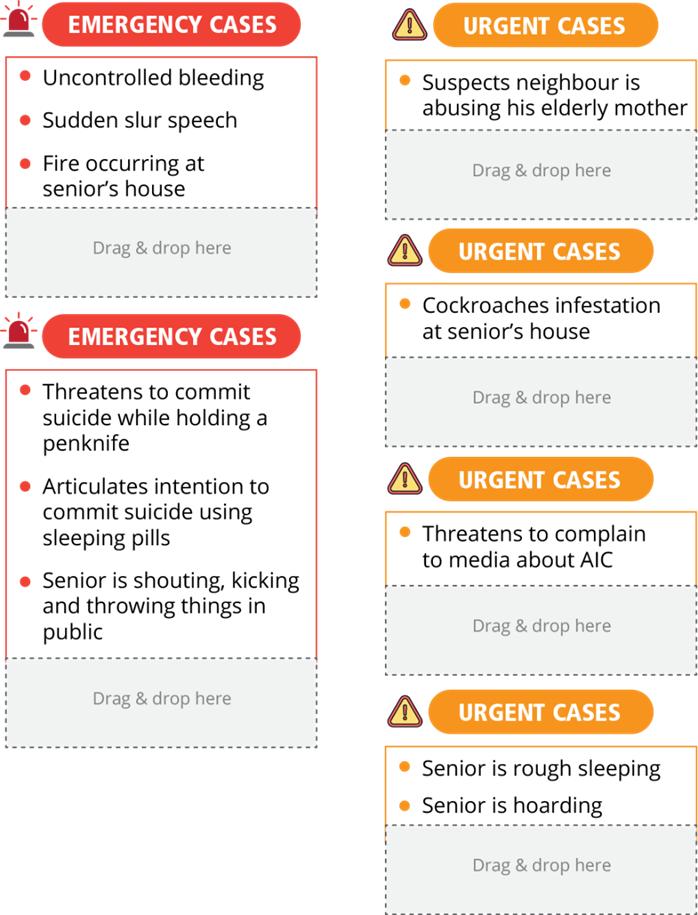 EMERGENCY CASES
Uncontrolled bleeding
Sudden slur speech
Fire occurring at
senior's house
Drag & drop here
EMERGENCY CASES
Threatens to commit
suicide while holding a
penknife
Articulates intention to
commit suicide using
sleeping pills
Senior is shouting, kicking
and throwing things in
public
Drag & drop here
URGENT CASES
Suspects neighbour is
abusing his elderly mother
Drag & drop here
URGENT CASES
Cockroaches infestation
at senior's house
Drag & drop here
URGENT CASES
Threatens to complain
to media about AIC
Drag & drop here
URGENT CASES
Senior is rough sleeping
Senior is hoarding
Drag & drop here